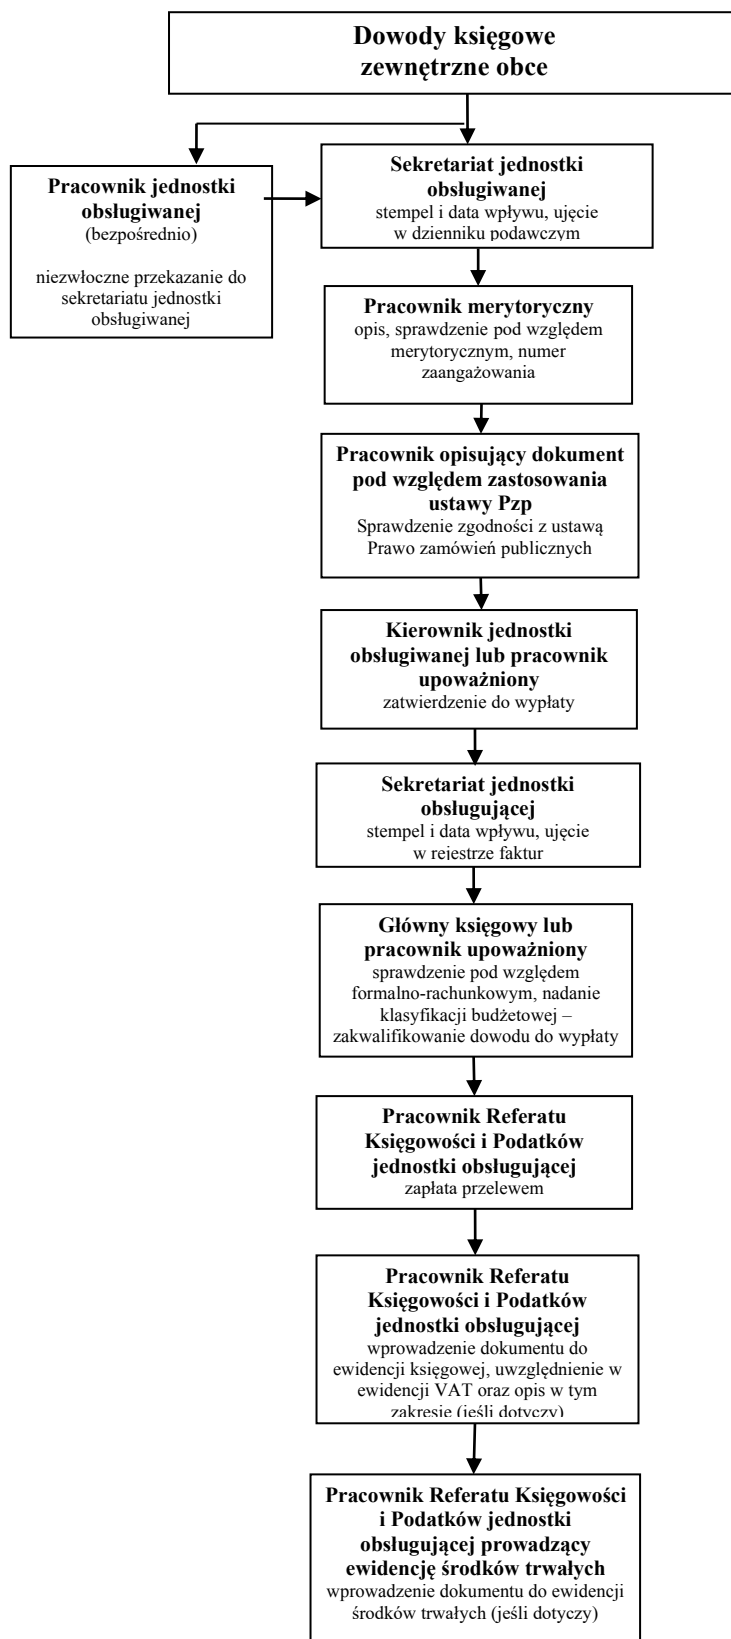 Dowody księgowe
zewnętrzne obce
Pracownik jednostki
obsługiwanej
(bezpośrednio)
niezwłoczne przekazanie do
sekretariatu jednostki
obsługiwanej
Sekretariat jednostki
obsługiwanej
stempel i data wpływu, ujęcie
w dzienniku podawczym
Pracownik merytoryczny
opis, sprawdzenie pod względem
merytorycznym, numer
zaangażowania
Pracownik opisujący dokument
pod względem zastosowania
ustawy Pzp
Sprawdzenie zgodności z ustawą
Prawo zamówień publicznych
Kierownik jednostki
obsługiwanej lub pracownik
upoważniony
zatwierdzenie do wypłaty
Sekretariat jednostki
obsługującej
stempel i data wpływu, ujęcie
w rejestrze faktur
Główny księgowy lub
pracownik upoważniony
sprawdzenie pod względem
formalno-rachunkowym, nadanie
klasyfikacji budżetowej –
zakwalifikowanie dowodu do wypłaty
Pracownik Referatu
Księgowości i Podatków
jednostki obsługującej
zapłata przelewem
Pracownik Referatu
Księgowości i Podatków
jednostki obsługującej
wprowadzenie dokumentu do
ewidencji księgowej, uwzględnienie w
ewidencji VAT oraz opis w tym
zakresie (jeśli dotyczy)
Pracownik Referatu Księgowości
i Podatków jednostki
obsługującej prowadzący
ewidencję środków trwałych
wprowadzenie dokumentu do ewidencji
środków trwałych (jeśli dotyczy)